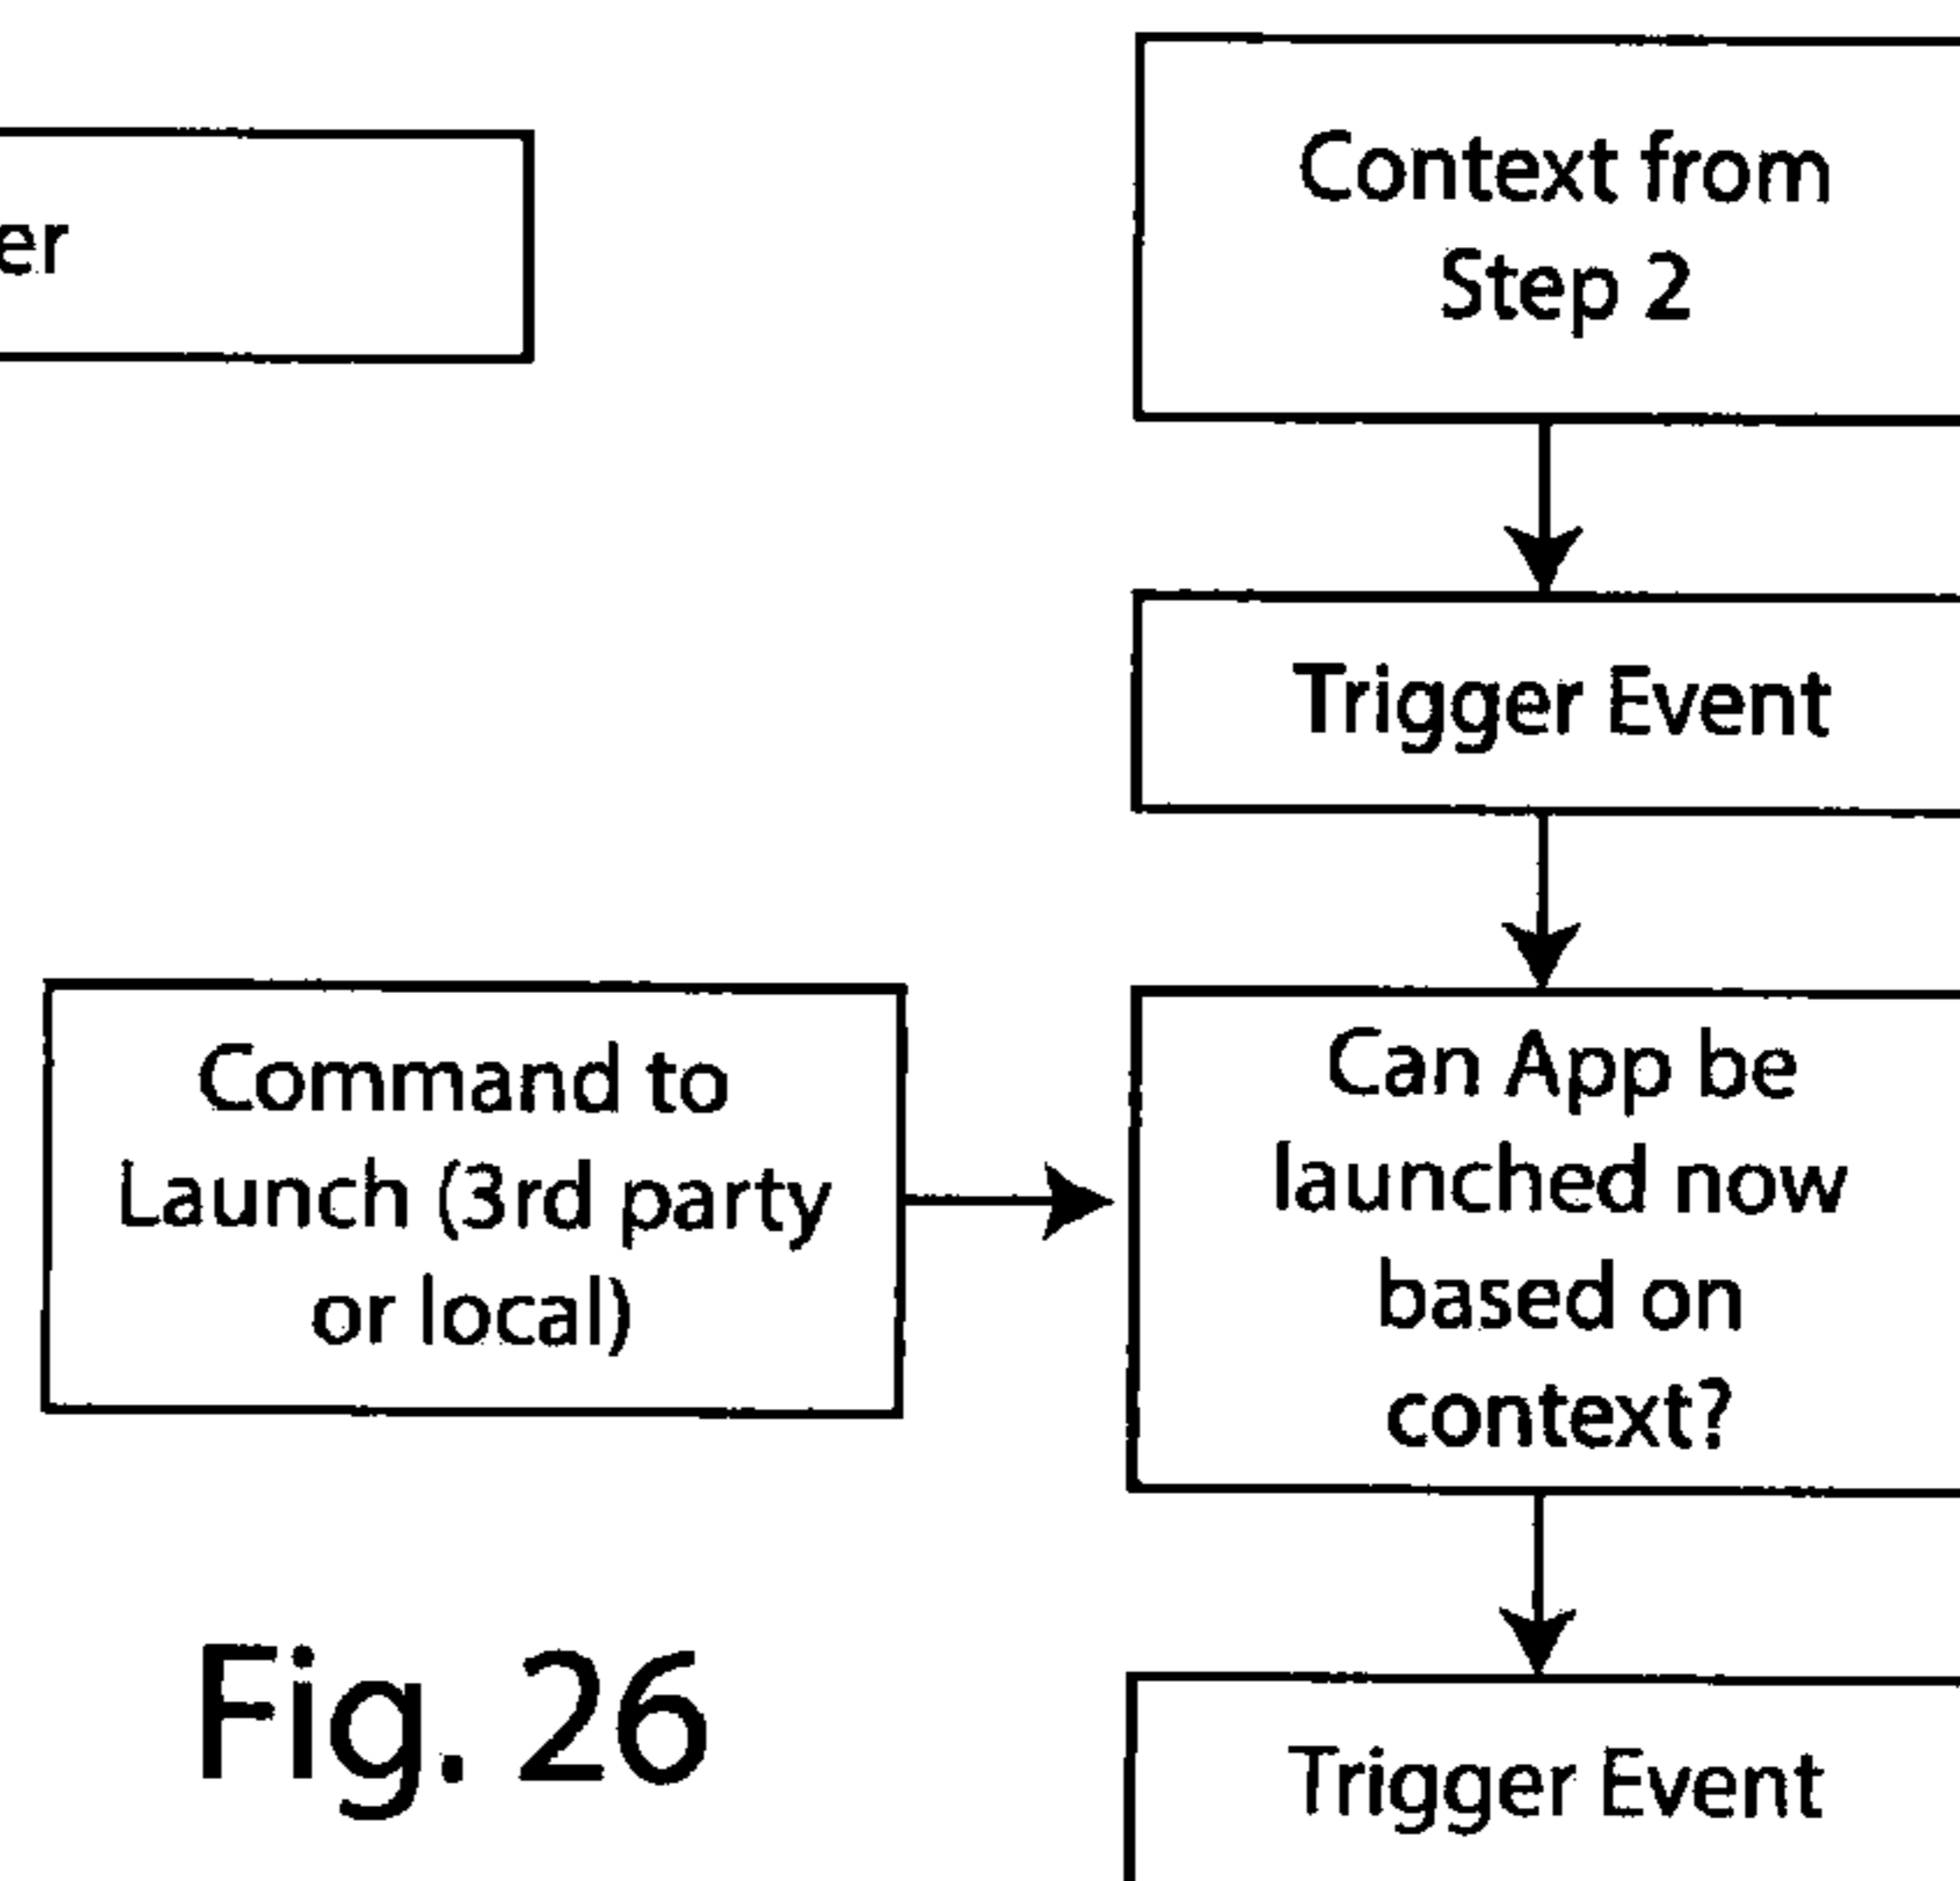 er
Context from
Step 2
Trigger Event
Command to
Launch (3rd party
or local)
Can App be
launched now
based on
context?
Fig. 26
Trigger Event